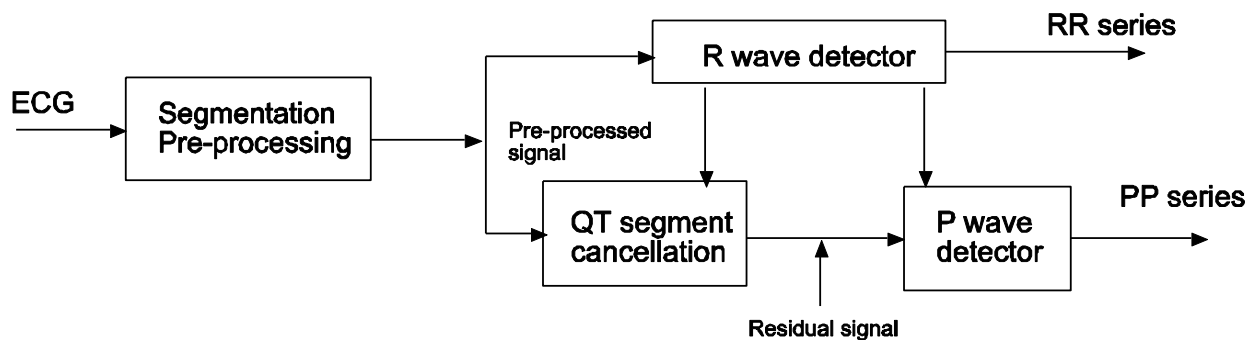 RR series
R wave detector
ECG
Segmentation
Pre-processing
Pre-processed
signal
QT segment
cancellation
P wave
detector
PP series
Residual signal